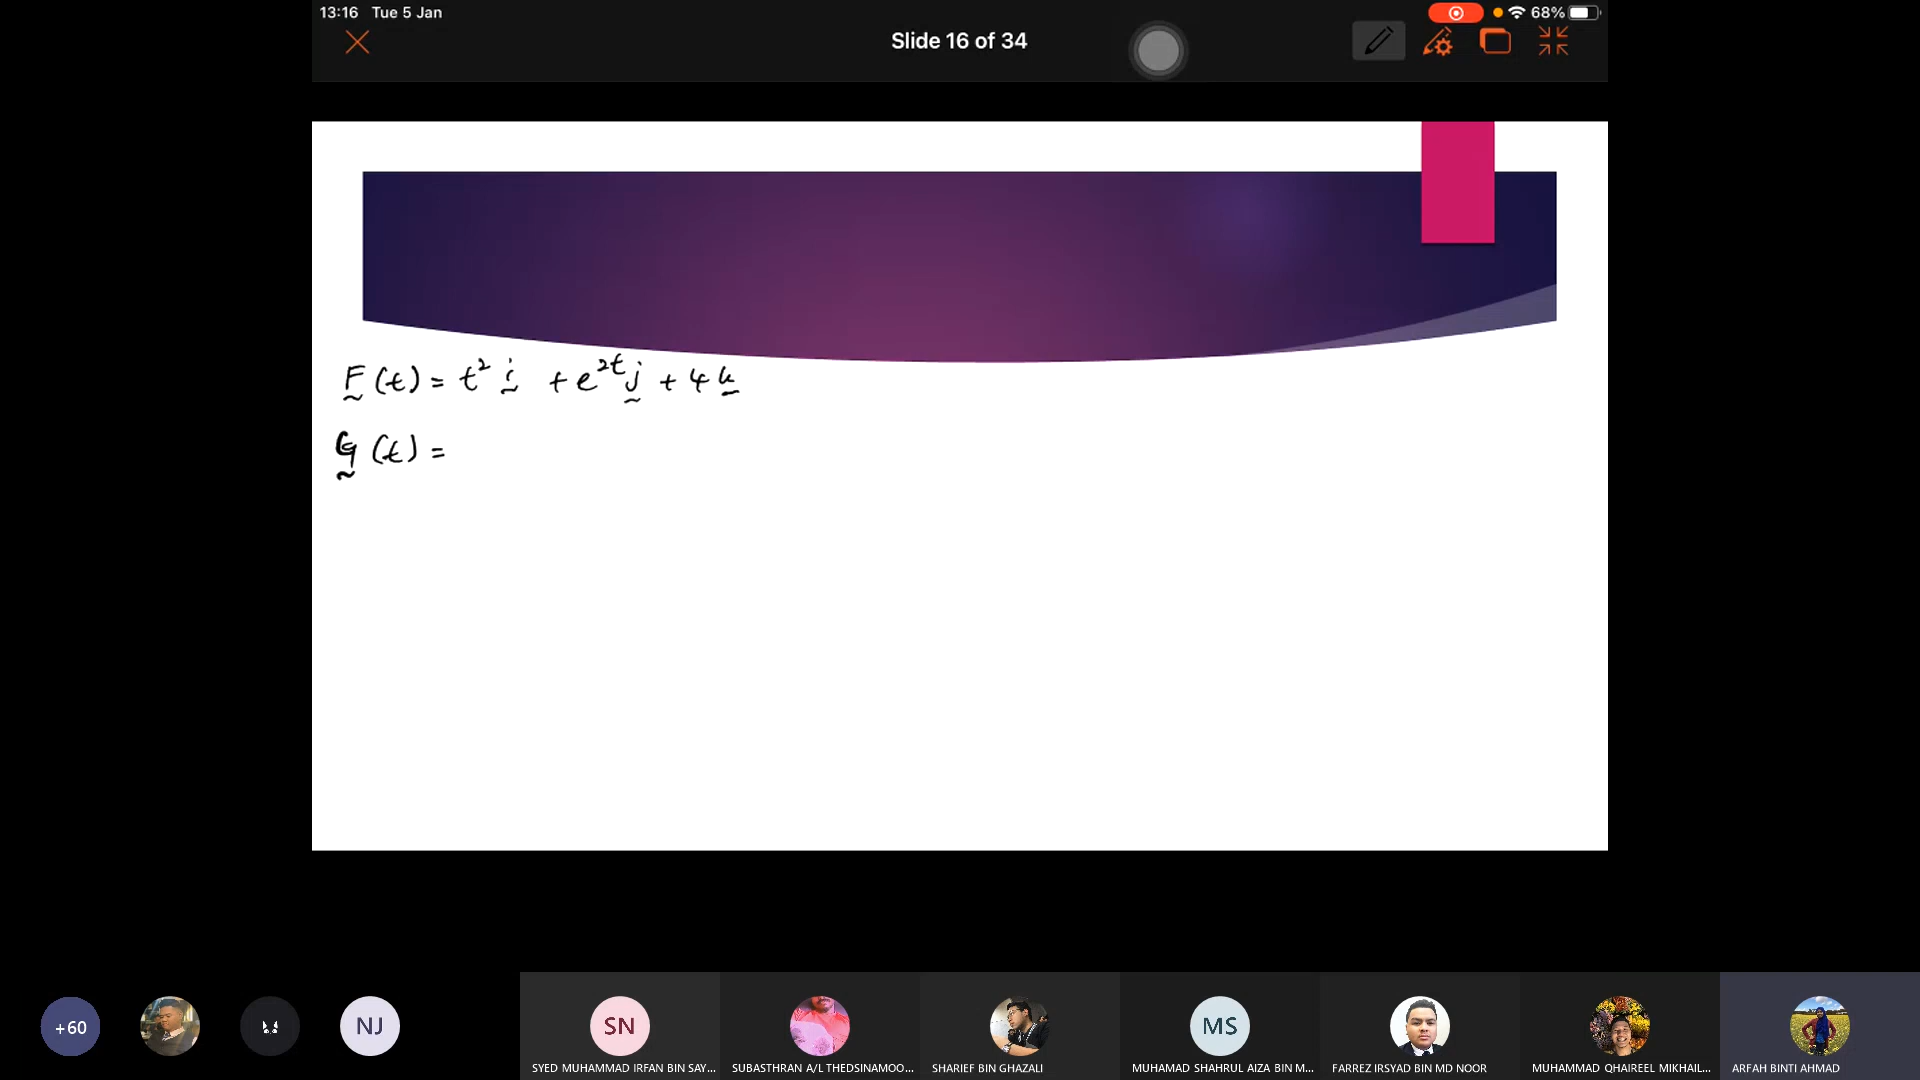 13:16 Tue 5 Jan
68%
Slide 16 of 34
F(t) = t² i + e²ᵗ j + 4k
G(t) =
+60
NJ
SN
MS
SYED MUHAMMAD IRFAN BIN SAY...
SUBASTHRAN A/L THEDSINAMOO...
SHARIEF BIN GHAZALI
MUHAMAD SHAHRUL AIZA BIN M...
FARREZ IRSYAD BIN MD NOOR
MUHAMMAD QHAIREEL MIKHAIL...
ARFAH BINTI AHMAD